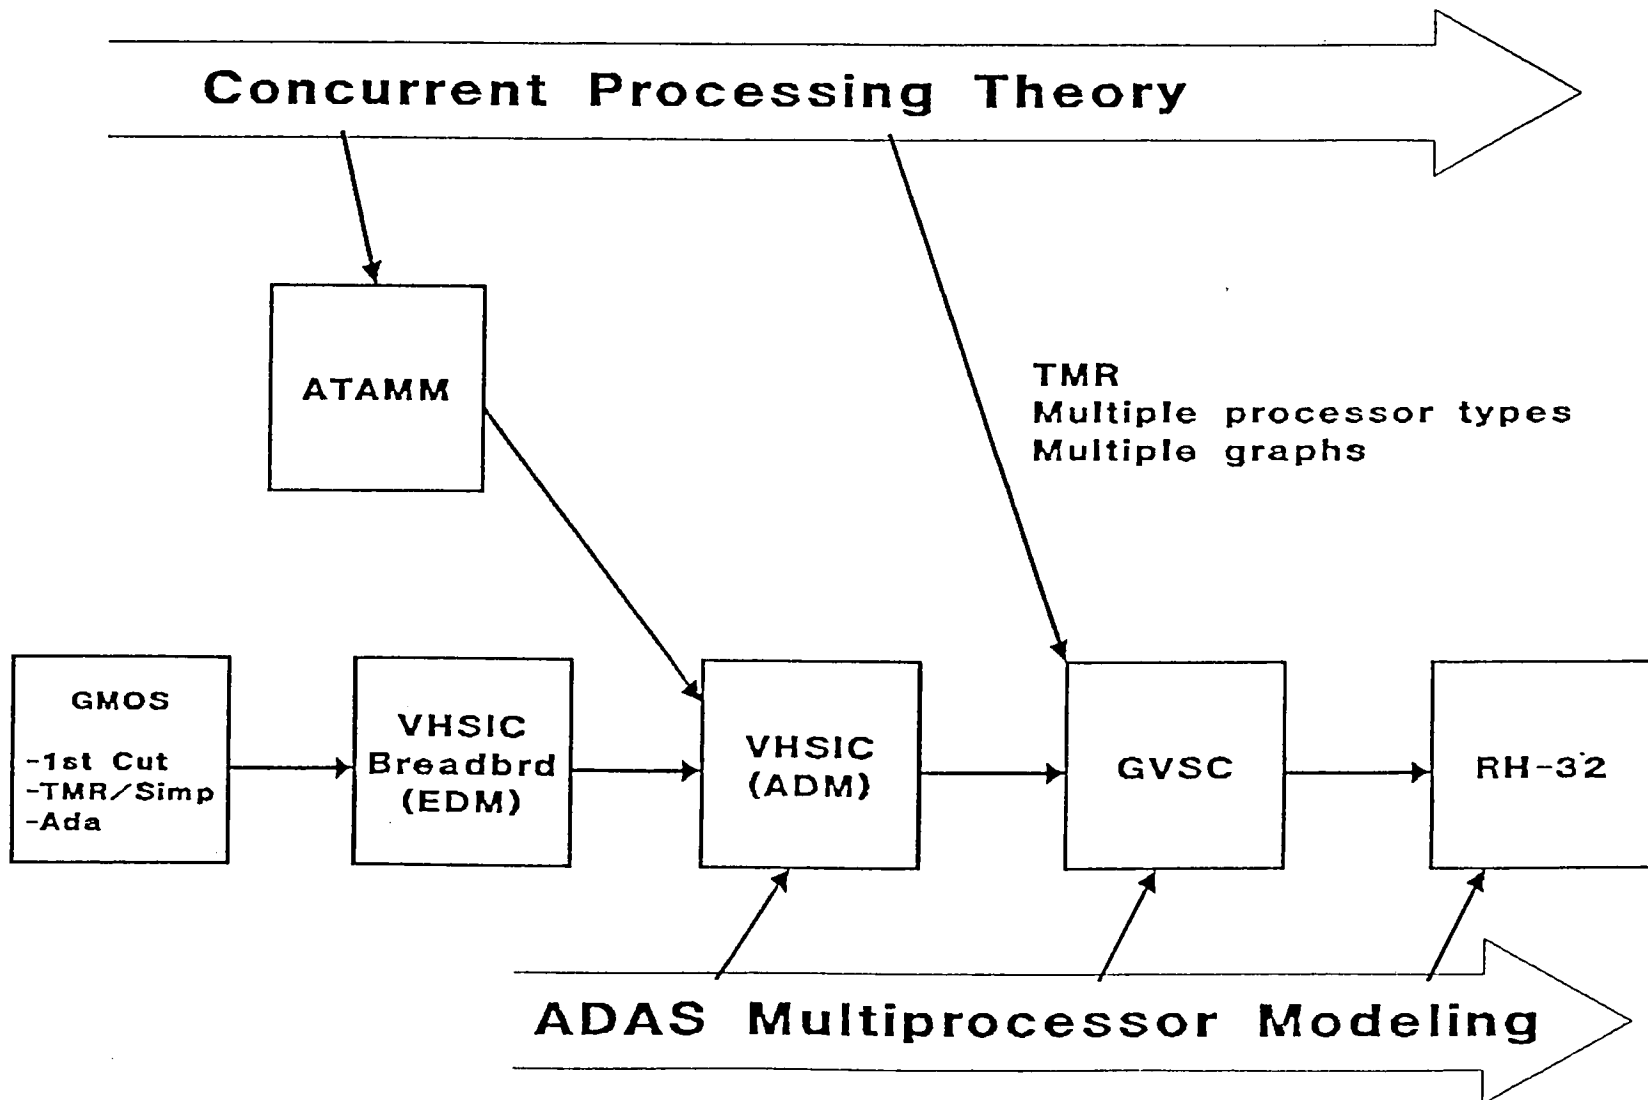 Concurrent Processing Theory
ATAMM
TMR
Multiple processor types
Multiple graphs
GMOS
-1st Cut
-TMR/Simp
-Ada
VHSIC
Breadbrd
(EDM)
VHSIC
(ADM)
GVSC
RH-32
ADAS Multiprocessor Modeling